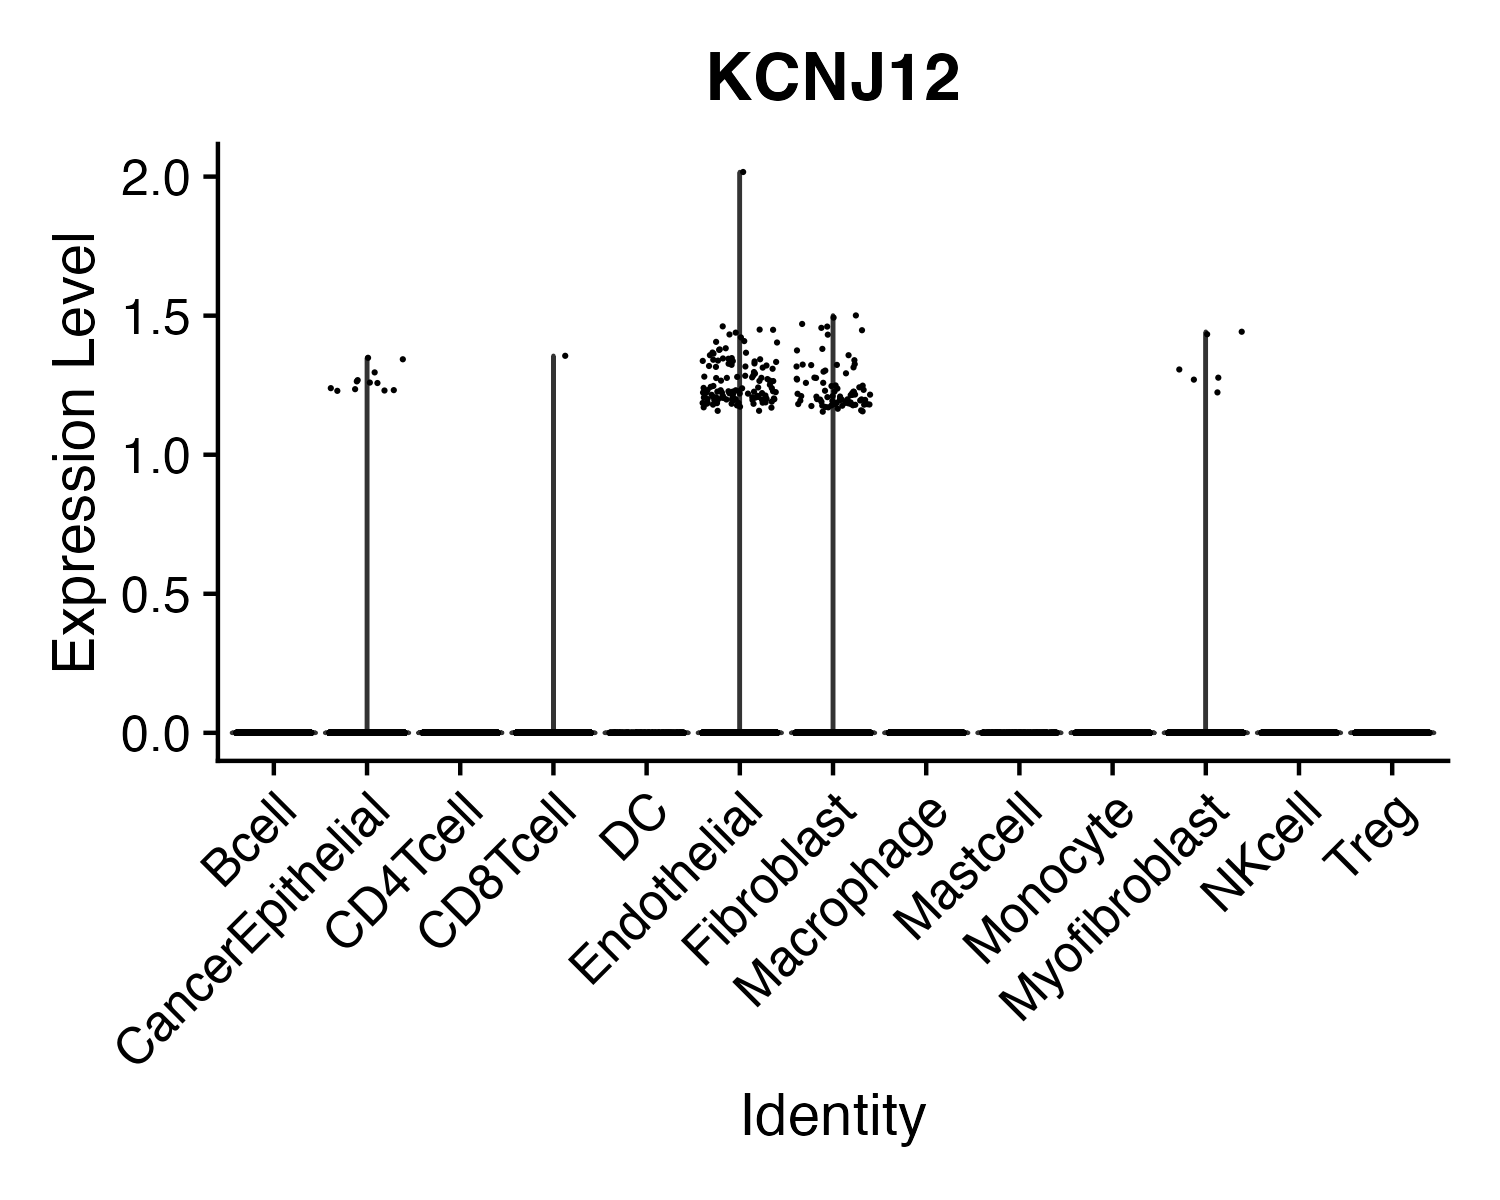 KCNJ12
Expression Level
2.0
1.5
1.0
0.5
0.0
Bcell
CancerEpithelial
CD4Tcell
CD8Tcell
DC
Endothelial
Fibroblast
Macrophage
Mastcell
Monocyte
Myofibroblast
NKcell
Treg
Identity